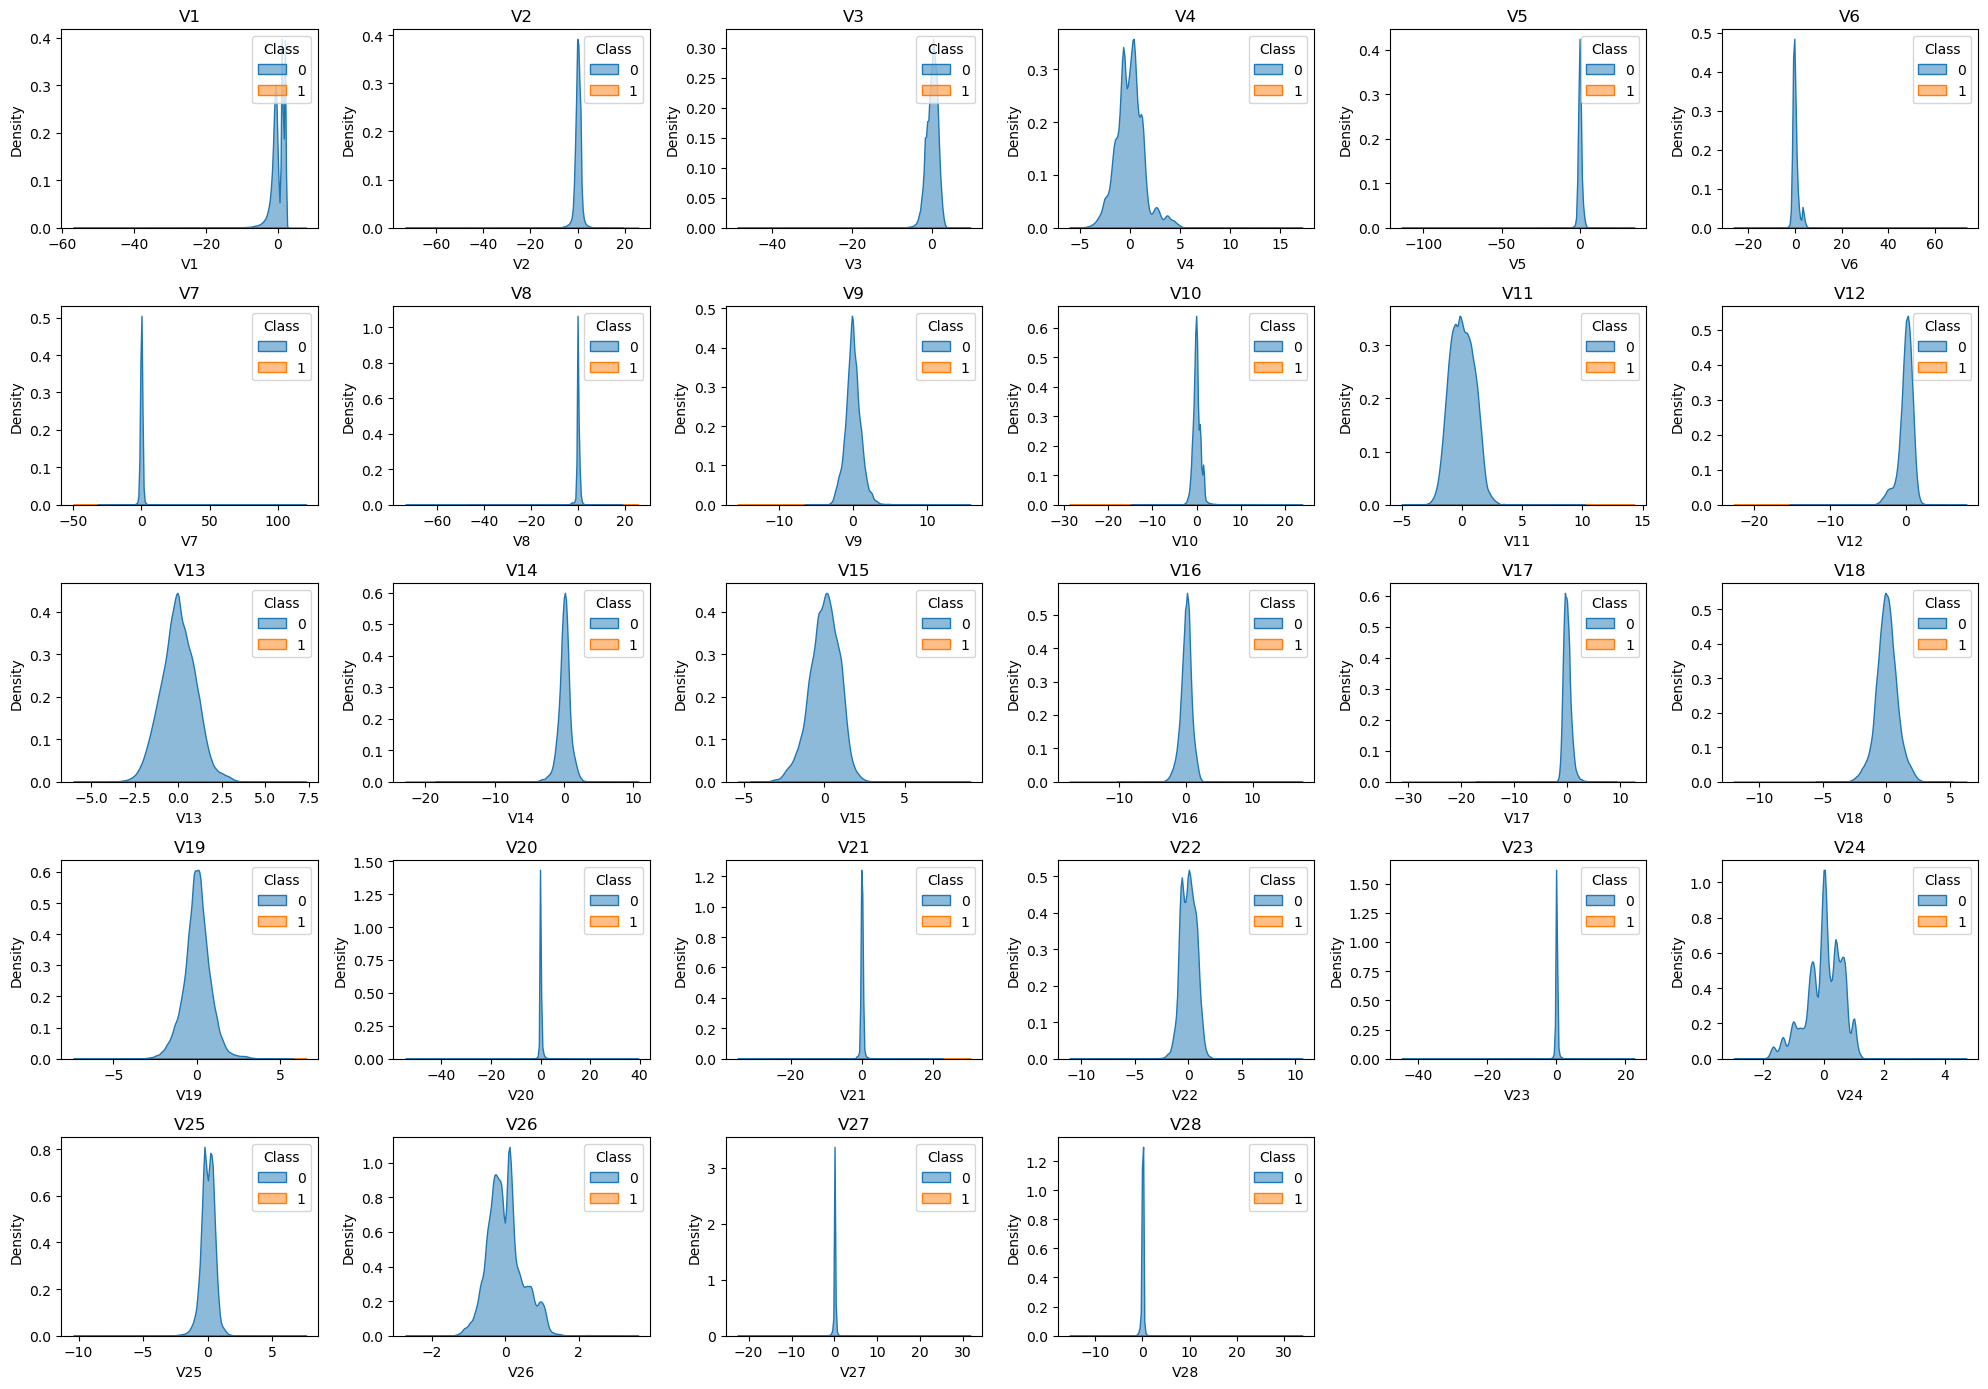 V1
Class
0
1
0.4
0.3
0.2
0.1
0.0
Density
−60 −40 −20 0
V1
V2
Class
0
1
0.4
0.3
0.2
0.1
0.0
Density
−60 −40 −20 0 20
V2
V3
Class
0
1
0.30
0.25
0.20
0.15
0.10
0.05
0.00
Density
−40 −20 0
V3
V4
Class
0
1
0.3
0.2
0.1
0.0
Density
−5 0 5 10 15
V4
V5
Class
0
1
0.4
0.3
0.2
0.1
0.0
Density
−100 −50 0
V5
V6
Class
0
1
0.5
0.4
0.3
0.2
0.1
0.0
Density
−20 0 20 40 60
V6
V7
Class
0
1
0.5
0.4
0.3
0.2
0.1
0.0
Density
−50 0 50 100
V7
V8
Class
0
1
1.0
0.8
0.6
0.4
0.2
0.0
Density
−60 −40 −20 0 20
V8
V9
Class
0
1
0.5
0.4
0.3
0.2
0.1
0.0
Density
−10 0 10
V9
V10
Class
0
1
0.6
0.5
0.4
0.3
0.2
0.1
0.0
Density
−30 −20 −10 0 10 20
V10
V11
Class
0
1
0.3
0.2
0.1
0.0
Density
−5 0 5 10 15
V11
V12
Class
0
1
0.5
0.4
0.3
0.2
0.1
0.0
Density
−20 −10 0
V12
V13
Class
0
1
0.4
0.3
0.2
0.1
0.0
Density
−5.0 −2.5 0.0 2.5 5.0 7.5
V13
V14
Class
0
1
0.6
0.5
0.4
0.3
0.2
0.1
0.0
Density
−20 −10 0 10
V14
V15
Class
0
1
0.4
0.3
0.2
0.1
0.0
Density
−5 0 5
V15
V16
Class
0
1
0.5
0.4
0.3
0.2
0.1
0.0
Density
−10 0 10
V16
V17
Class
0
1
0.6
0.5
0.4
0.3
0.2
0.1
0.0
Density
−30 −20 −10 0 10
V17
V18
Class
0
1
0.5
0.4
0.3
0.2
0.1
0.0
Density
−10 −5 0 5
V18
V19
Class
0
1
0.6
0.5
0.4
0.3
0.2
0.1
0.0
Density
−5 0 5
V19
V20
Class
0
1
1.50
1.25
1.00
0.75
0.50
0.25
0.00
Density
−40 −20 0 20 40
V20
V21
Class
0
1
1.2
1.0
0.8
0.6
0.4
0.2
0.0
Density
−20 0 20
V21
V22
Class
0
1
0.5
0.4
0.3
0.2
0.1
0.0
Density
−10 −5 0 5 10
V22
V23
Class
0
1
1.50
1.25
1.00
0.75
0.50
0.25
0.00
Density
−40 −20 0 20
V23
V24
Class
0
1
1.0
0.8
0.6
0.4
0.2
0.0
Density
−2 0 2 4
V24
V25
Class
0
1
0.8
0.6
0.4
0.2
0.0
Density
−10 −5 0 5
V25
V26
Class
0
1
1.0
0.8
0.6
0.4
0.2
0.0
Density
−2 0 2
V26
V27
Class
0
1
3
2
1
0
Density
−20 −10 0 10 20 30
V27
V28
Class
0
1
1.2
1.0
0.8
0.6
0.4
0.2
0.0
Density
−10 0 10 20 30
V28